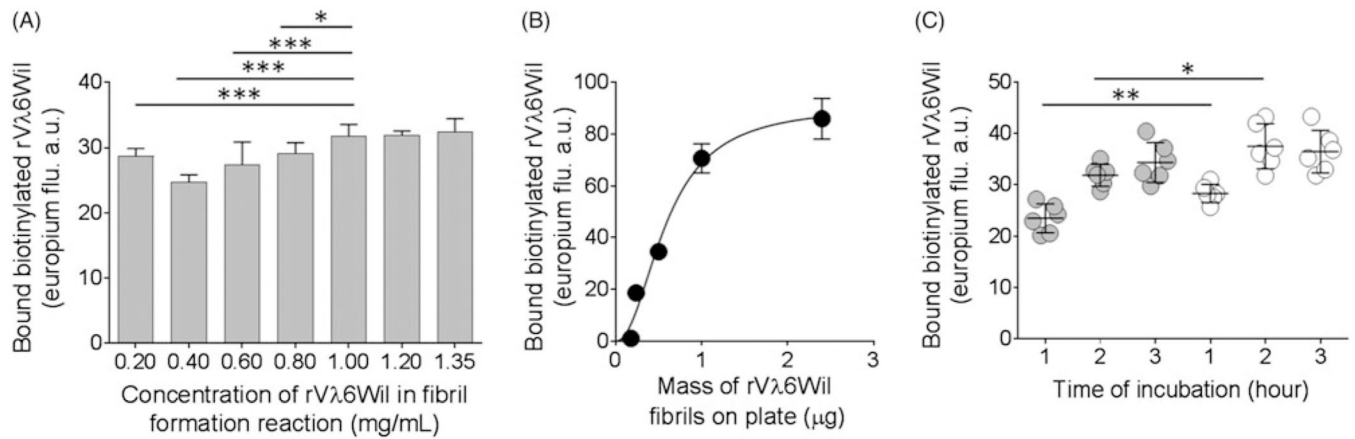 (A)
*
***
***
***
Bound biotinylated rVλ6Wil
(europium flu. a.u.)
40
30
20
10
0
0.20 0.40 0.60 0.80 1.00 1.20 1.35
Concentration of rVλ6Wil in fibril
formation reaction (mg/mL)
(B)
Bound biotinylated rVλ6Wil
(europium flu. a.u.)
100
80
60
40
20
0
0 1 2 3
Mass of rVλ6Wil
fibrils on plate (μg)
(C)
*
**
Bound biotinylated rVλ6Wil
(europium flu. a.u.)
50
40
30
20
10
0
1 2 3 1 2 3
Time of incubation (hour)